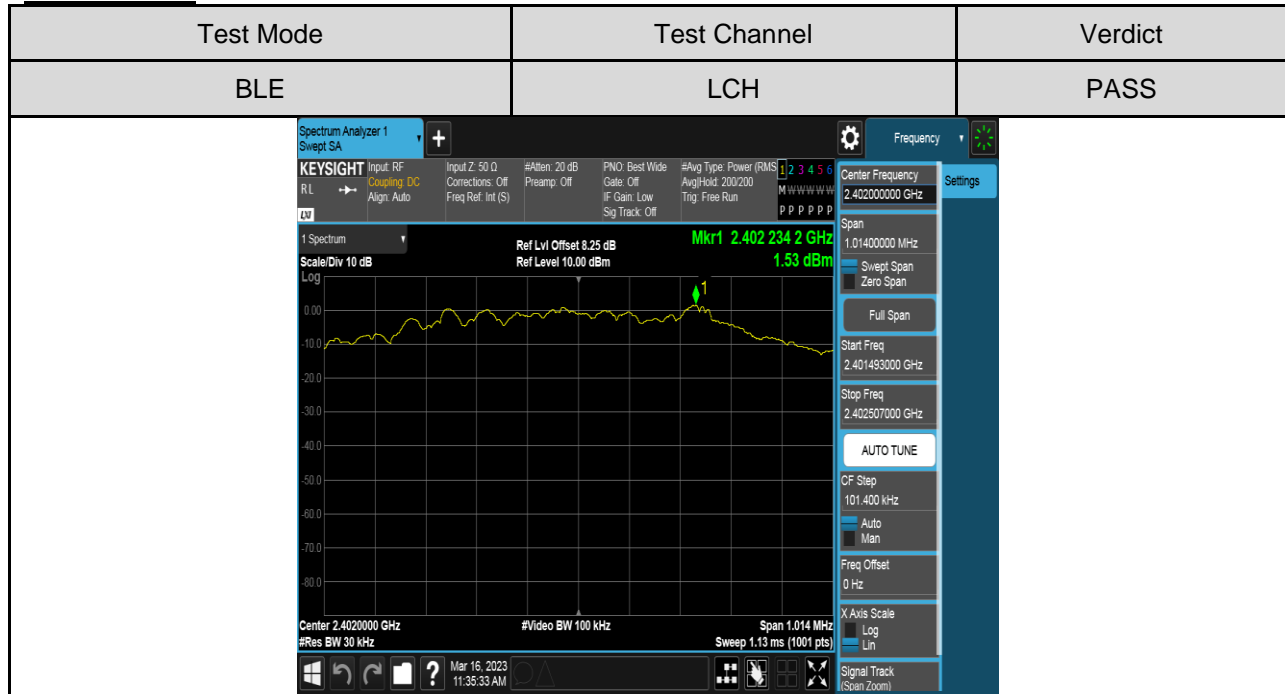 Test Mode Test Channel Verdict
BLE LCH PASS
Spectrum Analyzer 1
Swept SA
Frequency
KEYSIGHT
RL
LXI
Input: RF
Coupling: DC
Align: Auto
Input Z: 50 Ω
Corrections: Off
Freq Ref: Int (S)
#Atten: 20 dB
Preamp: Off
PNO: Best Wide
Gate: Off
IF Gain: Low
Sig Track: Off
#Avg Type: Power (RMS
Avg|Hold: 200/200
Trig: Free Run
1 2 3 4 5 6
M W W W W W
P P P P P P
1 Spectrum
Scale/Div 10 dB
Ref Lvl Offset 8.25 dB
Ref Level 10.00 dBm
Mkr1 2.402 234 2 GHz
1.53 dBm
Log
1
0.00
-10.0
-20.0
-30.0
-40.0
-50.0
-60.0
-70.0
-80.0
Center 2.4020000 GHz
#Res BW 30 kHz
#Video BW 100 kHz
Span 1.014 MHz
Sweep 1.13 ms (1001 pts)
Mar 16, 2023
11:35:33 AM
?
Center Frequency
2.402000000 GHz
Settings
Span
1.01400000 MHz
Swept Span
Zero Span
Full Span
Start Freq
2.401493000 GHz
Stop Freq
2.402507000 GHz
AUTO TUNE
CF Step
101.400 kHz
Auto
Man
Freq Offset
0 Hz
X Axis Scale
Log
Lin
Signal Track
(Span Zoom)